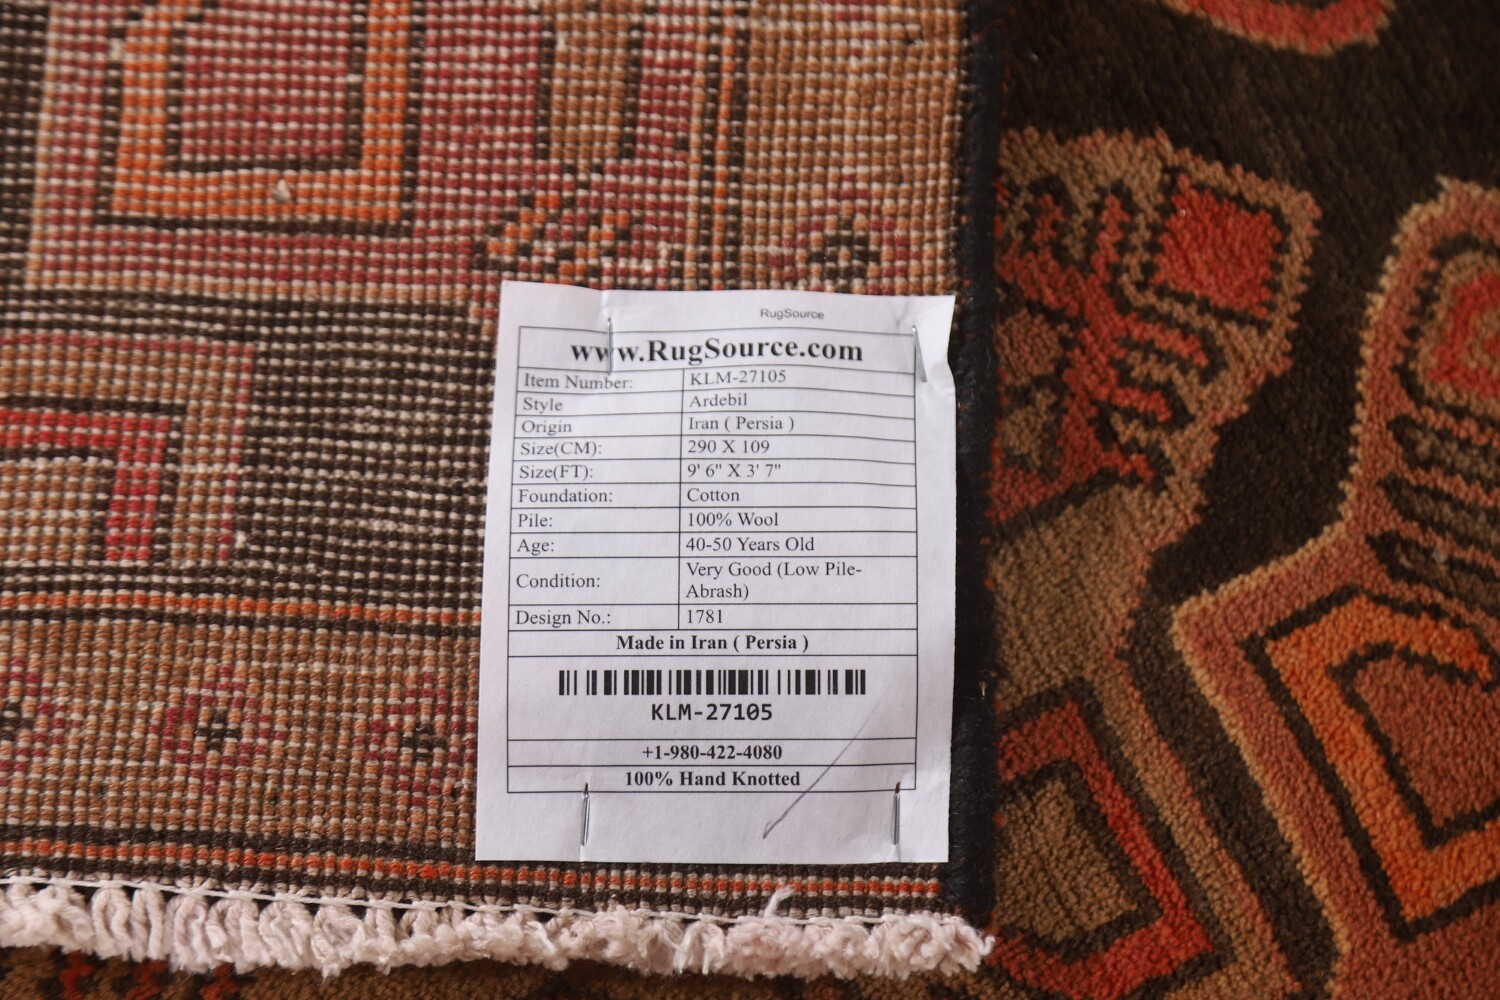 RugSource
www.RugSource.com
Item Number: KLM-27105
Style Ardebil
Origin Iran ( Persia )
Size(CM): 290 X 109
Size(FT): 9' 6" X 3' 7"
Foundation: Cotton
Pile: 100% Wool
Age: 40-50 Years Old
Condition: Very Good (Low Pile-
Abrash)
Design No.: 1781
Made in Iran ( Persia )
KLM-27105
+1-980-422-4080
100% Hand Knotted